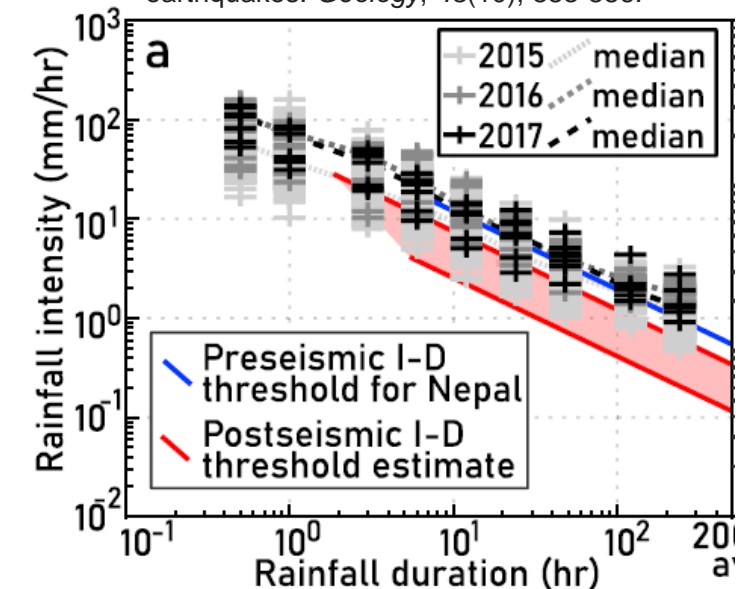 a
2015 median
2016 median
2017 median
10³
10²
10¹
10⁰
10⁻¹
10⁻²
Rainfall intensity (mm/hr)
Preseismic I-D
threshold for Nepal
Postseismic I-D
threshold estimate
10⁻¹ 10⁰ 10¹ 10² 
Rainfall duration (hr)